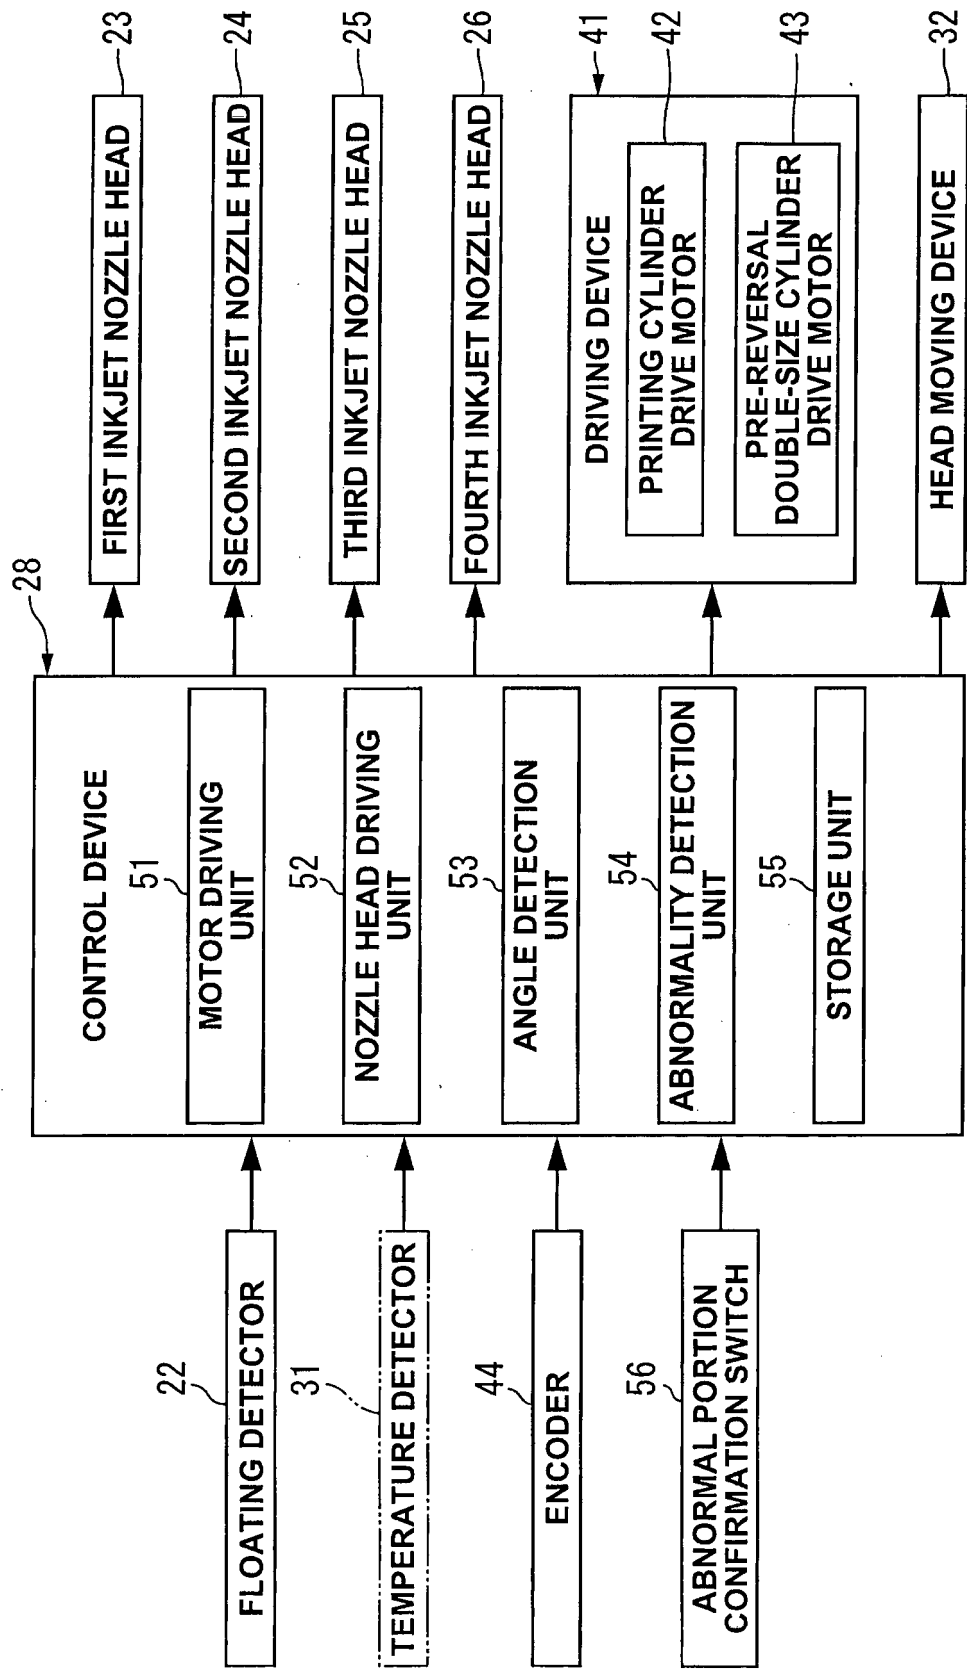 22
FLOATING DETECTOR
31
TEMPERATURE DETECTOR
44
ENCODER
56
ABNORMAL PORTION
CONFIRMATION SWITCH
28
CONTROL DEVICE
51
MOTOR DRIVING
UNIT
52
NOZZLE HEAD DRIVING
UNIT
53
ANGLE DETECTION
UNIT
54
ABNORMALITY DETECTION
UNIT
55
STORAGE UNIT
FIRST INKJET NOZZLE HEAD
23
SECOND INKJET NOZZLE HEAD
24
THIRD INKJET NOZZLE HEAD
25
FOURTH INKJET NOZZLE HEAD
26
DRIVING DEVICE
41
PRINTING CYLINDER
DRIVE MOTOR
42
PRE-REVERSAL
DOUBLE-SIZE CYLINDER
DRIVE MOTOR
43
HEAD MOVING DEVICE
32